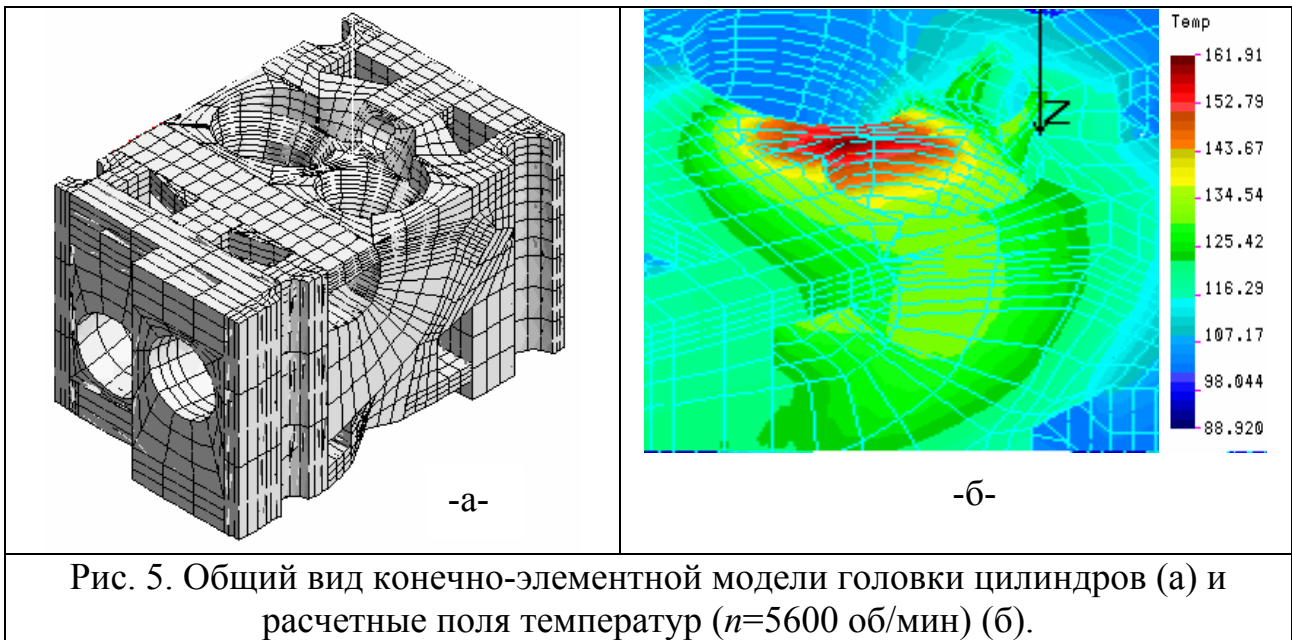 Temp
161.91
152.79
143.67
134.54
125.42
116.29
107.17
98.044
88.920
Z
-а-
-б-
Рис. 5. Общий вид конечно-элементной модели головки цилиндров (а) и
расчетные поля температур (n=5600 об/мин) (б).